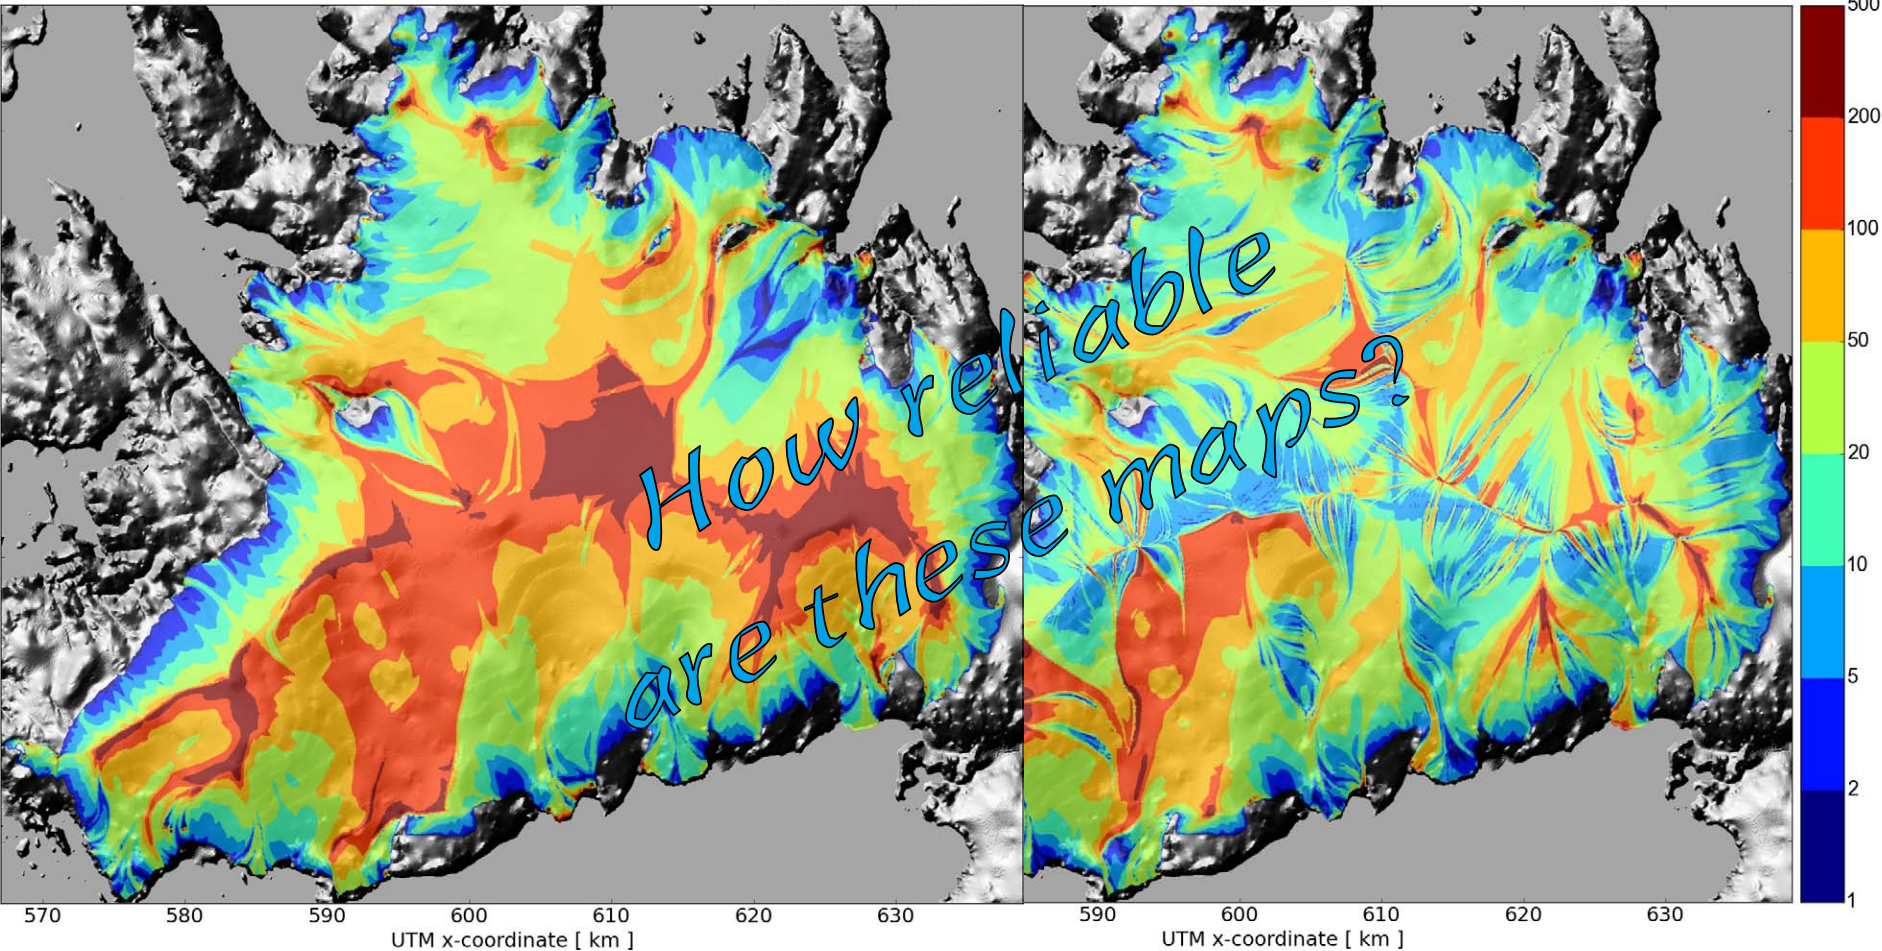 How reliable
are these maps?
500
200
100
50
20
10
5
2
1
570 580 590 600 610 620 630
590 600 610 620 630
UTM x-coordinate [ km ]
UTM x-coordinate [ km ]